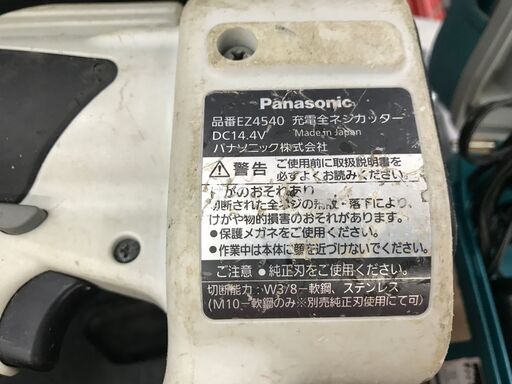 Panasonic
品番EZ4540 充電全ネジカッター
DC14.4V Made in Japan
パナソニック株式会社
警告 ご使用前に取扱説明書を
必ずよくお読みください。
けがのおそれあり
切断された全ネジの飛散・落下により、
けがや物的損害のおそれがあります。
●保護メガネをご使用ください。
●作業中は本体に顔を近づけないでください。
ご注意 ●純正刃をご使用ください。
切断能力:W3/8-軟鋼、ステンレス
(M10-軟鋼のみ※別売純正刃使用にて可)